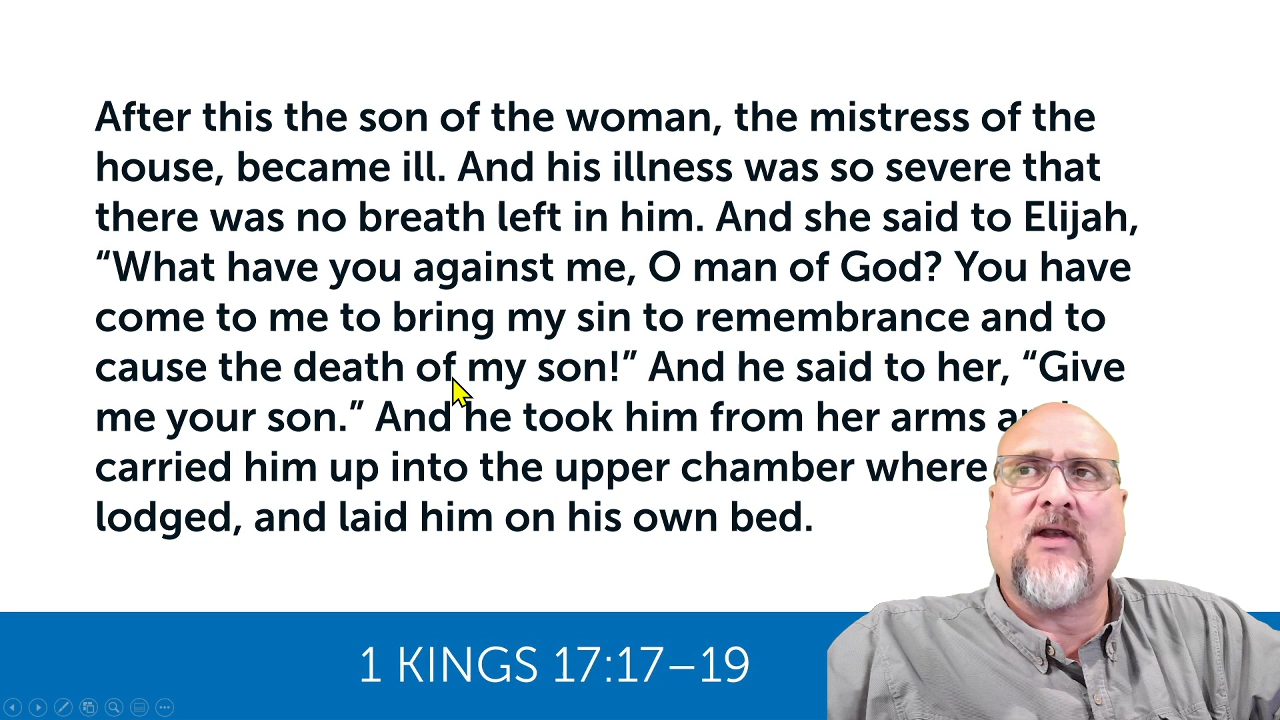 After this the son of the woman, the mistress of the
house, became ill. And his illness was so severe that
there was no breath left in him. And she said to Elijah,
“What have you against me, O man of God? You have
come to me to bring my sin to remembrance and to
cause the death of my son!” And he said to her, “Give
me your son.” And he took him from her arms
carried him up into the upper chamber where
lodged, and laid him on his own bed.
1 KINGS 17:17–19